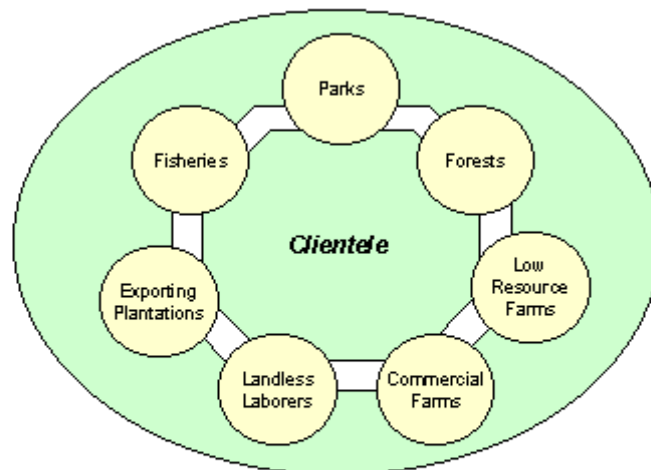 Parks
Fisheries
Forests
Clientele
Low
Resource
Farms
Exporting
Plantations
Landless
Laborers
Commercial
Farms